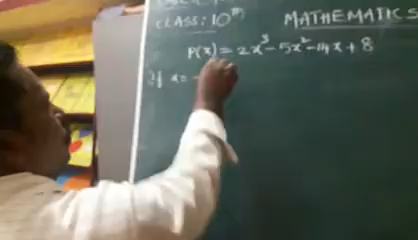 CLASS: 10th
MATHEMATICS
P(x) = 2x³ - 5x² - 14x + 8
If x = -